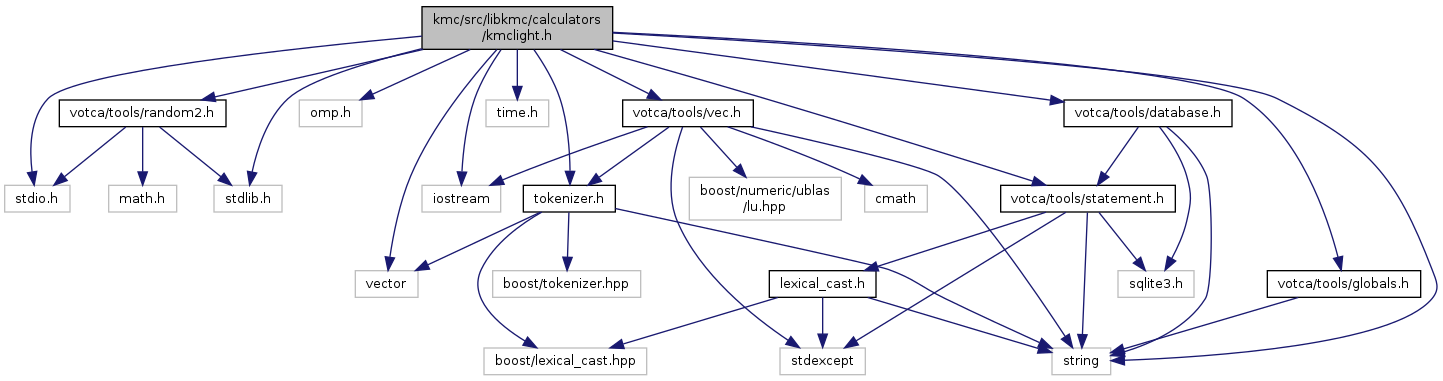 kmc/src/libkmc/calculators
/kmclight.h
votca/tools/random2.h
omp.h
time.h
votca/tools/vec.h
votca/tools/database.h
stdio.h
math.h
stdlib.h
iostream
tokenizer.h
boost/numeric/ublas
/lu.hpp
cmath
votca/tools/statement.h
vector
boost/tokenizer.hpp
lexical_cast.h
sqlite3.h
votca/tools/globals.h
boost/lexical_cast.hpp
stdexcept
string